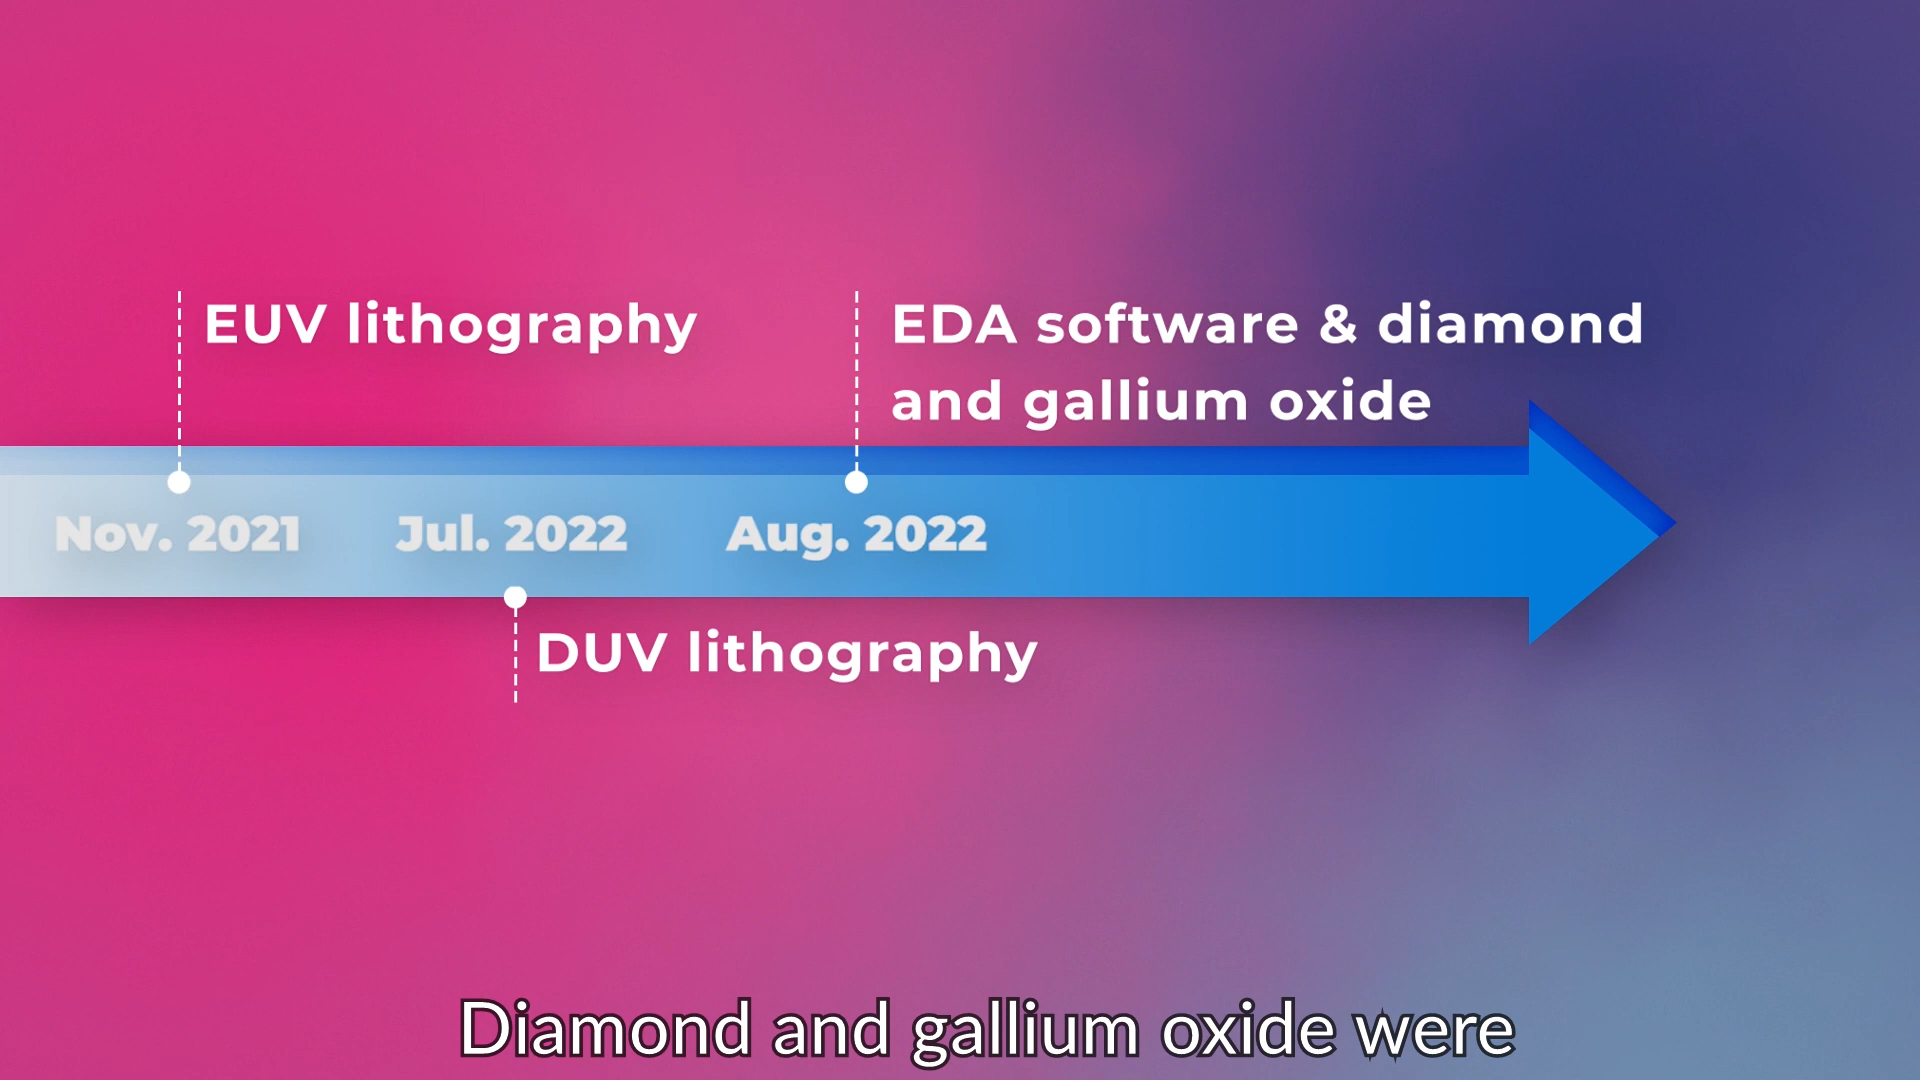 EUV lithography
EDA software & diamond
and gallium oxide
Nov. 2021
Jul. 2022
Aug. 2022
DUV lithography
Diamond and gallium oxide were